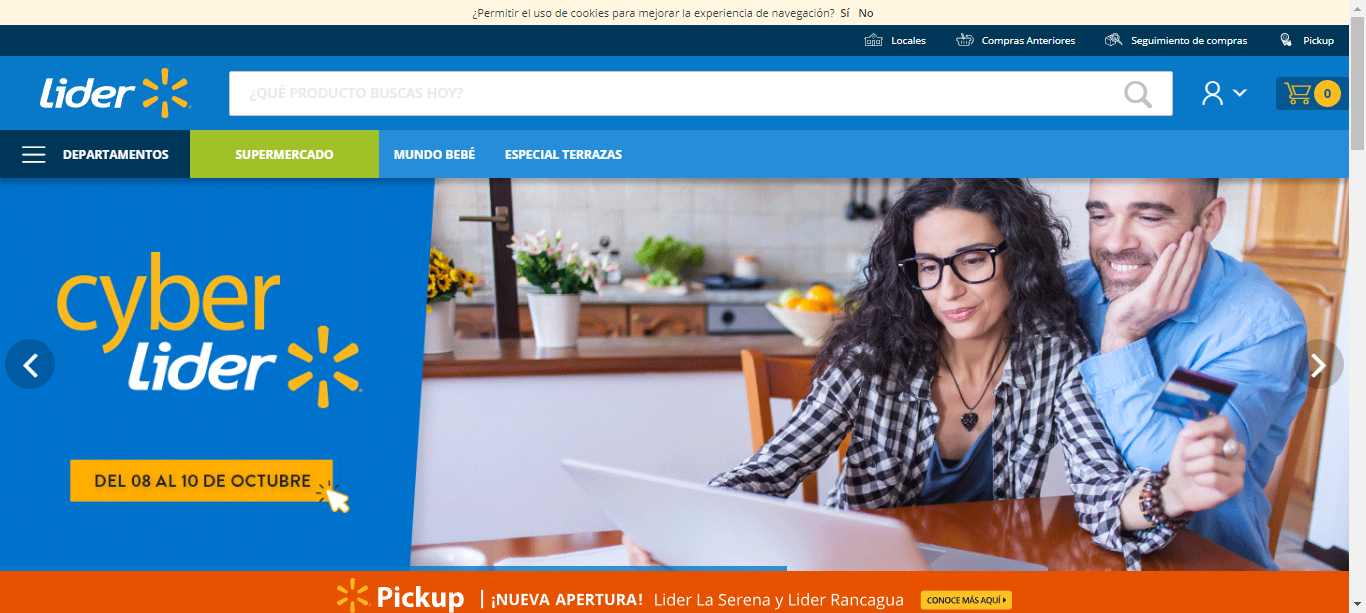 ¿Permitir el uso de cookies para mejorar la experiencia de navegación? Sí No
Locales Compras Anteriores Seguimiento de compras Pickup
Lider ¿QUÉ PRODUCTO BUSCAS HOY? 0
DEPARTAMENTOS SUPERMERCADO MUNDO BEBÉ ESPECIAL TERRAZAS
cyber
Lider
DEL 08 AL 10 DE OCTUBRE
Pickup | ¡NUEVA APERTURA! Lider La Serena y Lider Rancagua CONOCE MÁS AQUÍ